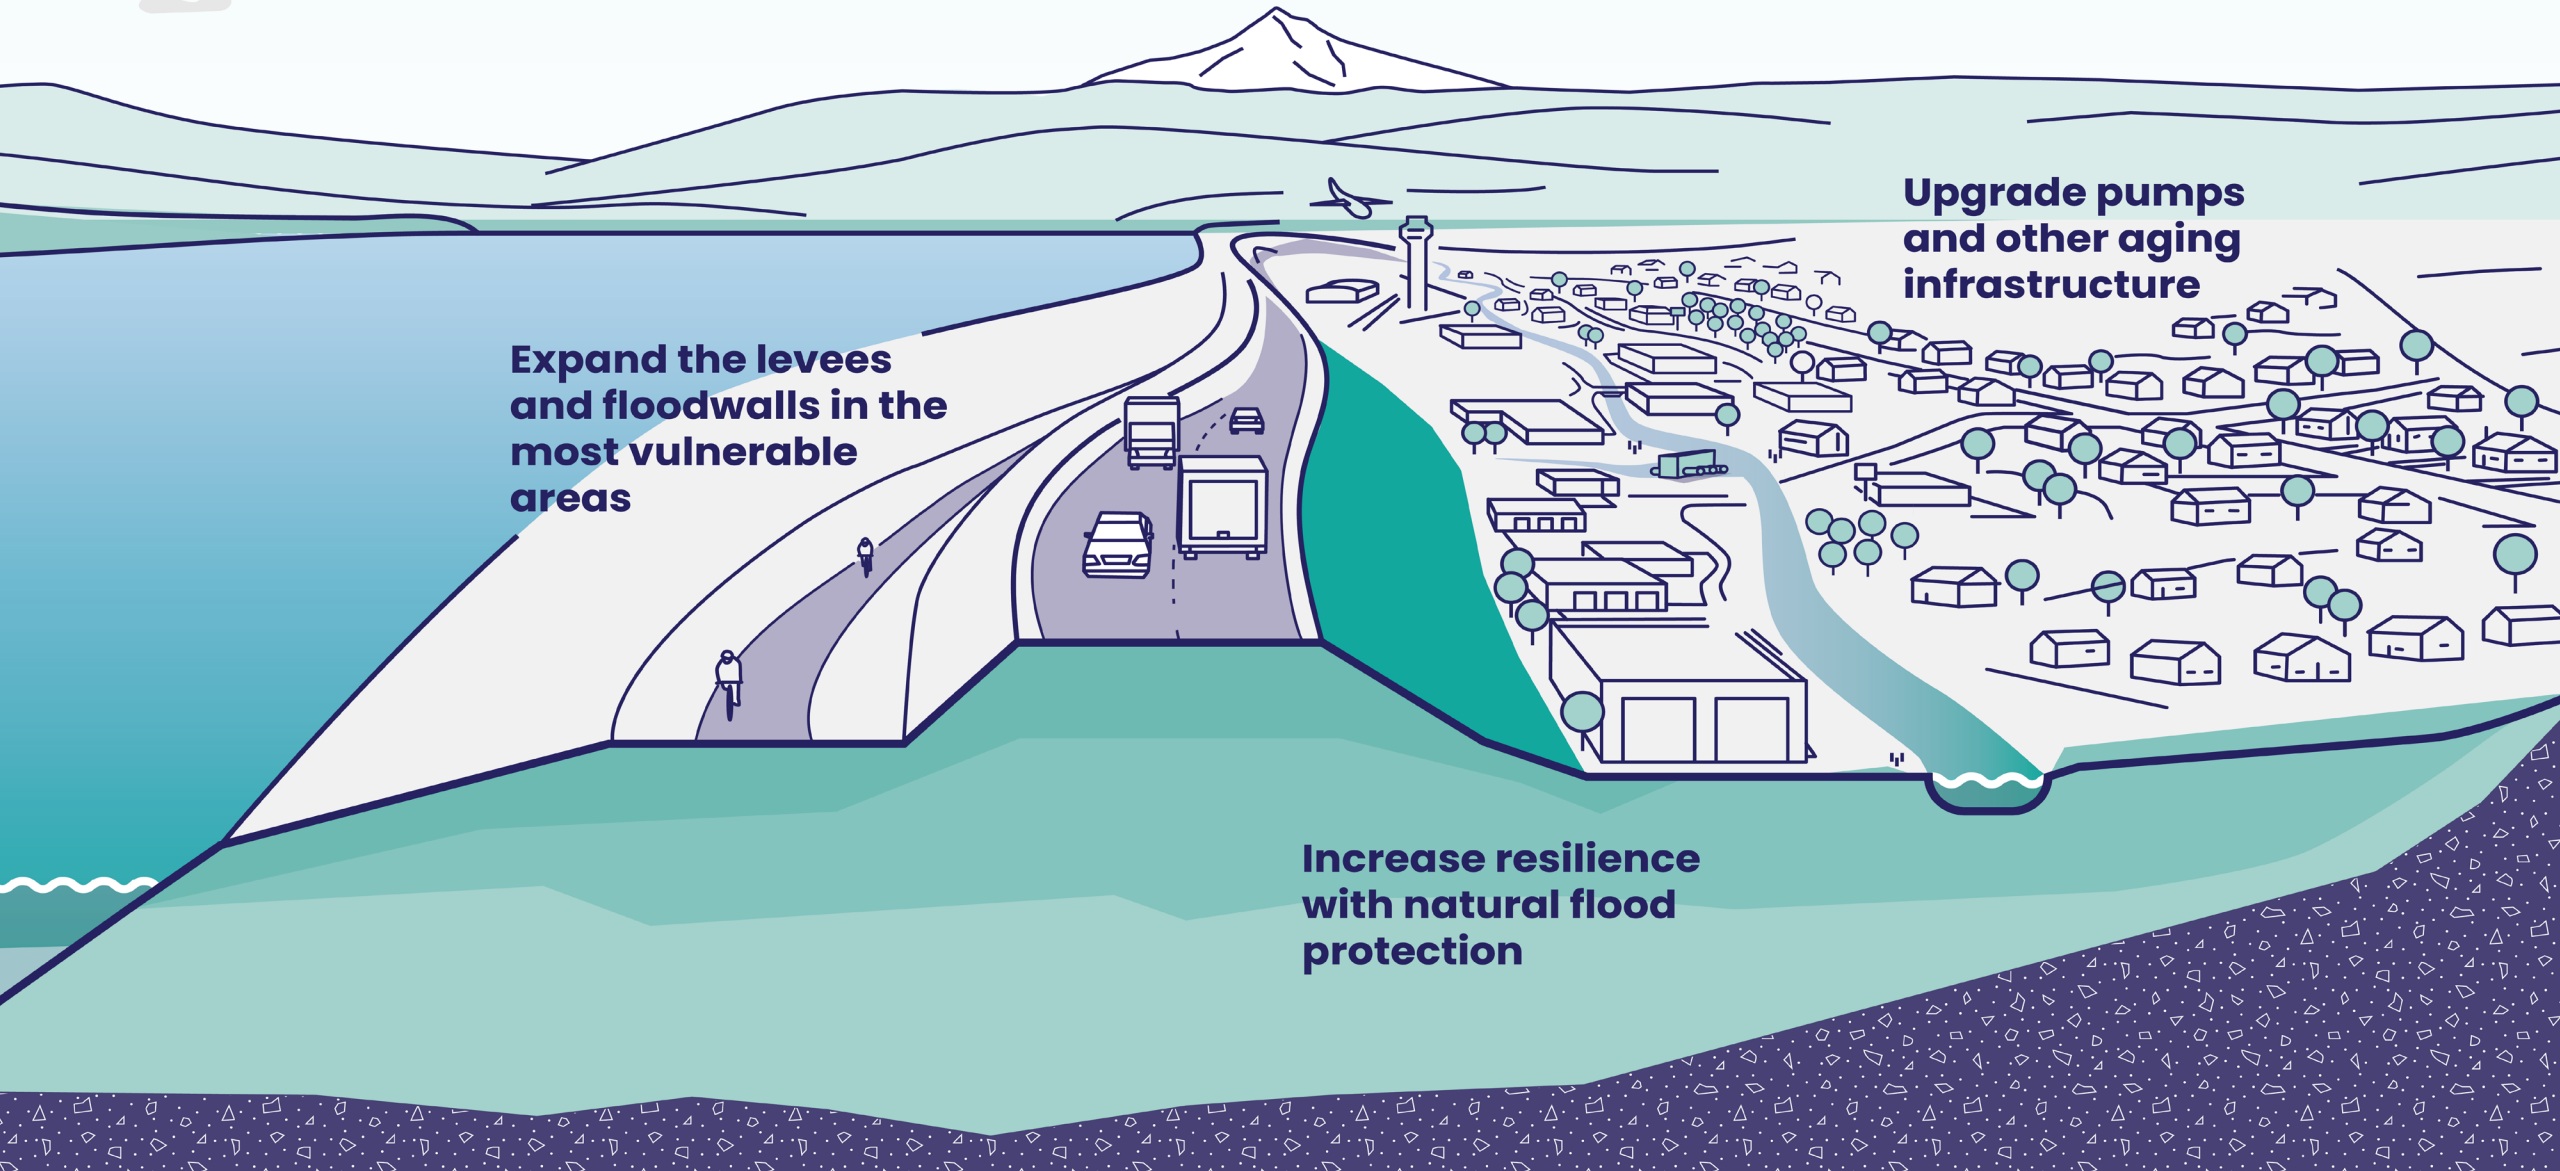 Expand the levees
and floodwalls in the
most vulnerable
areas
Upgrade pumps
and other aging
infrastructure
Increase resilience
with natural flood
protection